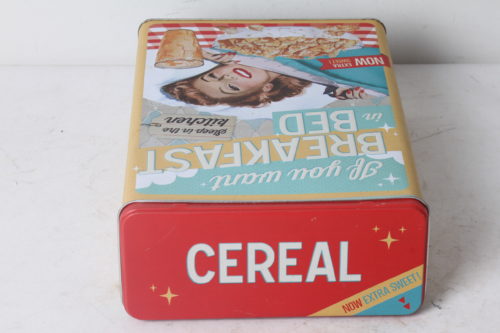 If you want
BREAKFAST
in BED
Sleep in the
kitchen
NOW EXTRA
SWEET!
CEREAL
NOW EXTRA SWEET!